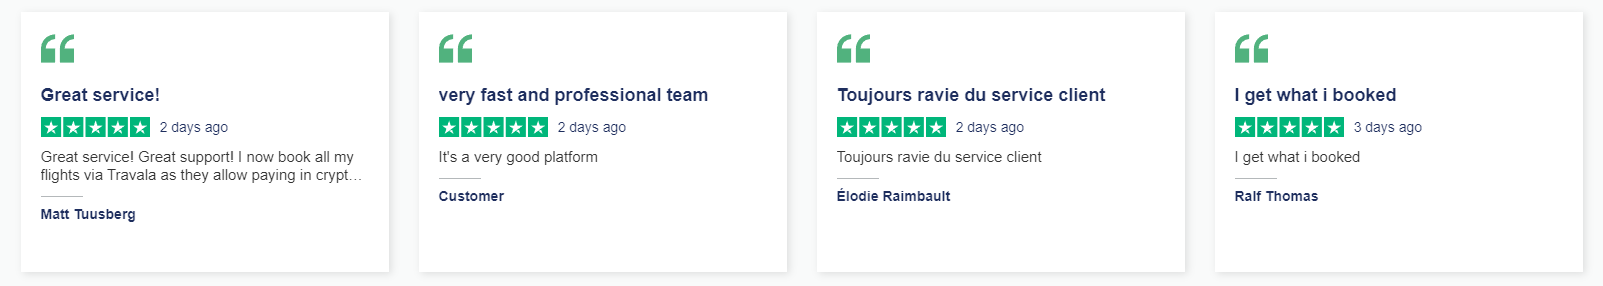 Great service!
2 days ago
Great service! Great support! I now book all my
flights via Travala as they allow paying in crypt…
Matt Tuusberg
very fast and professional team
2 days ago
It's a very good platform
Customer
Toujours ravie du service client
2 days ago
Toujours ravie du service client
Élodie Raimbault
I get what i booked
3 days ago
I get what i booked
Ralf Thomas